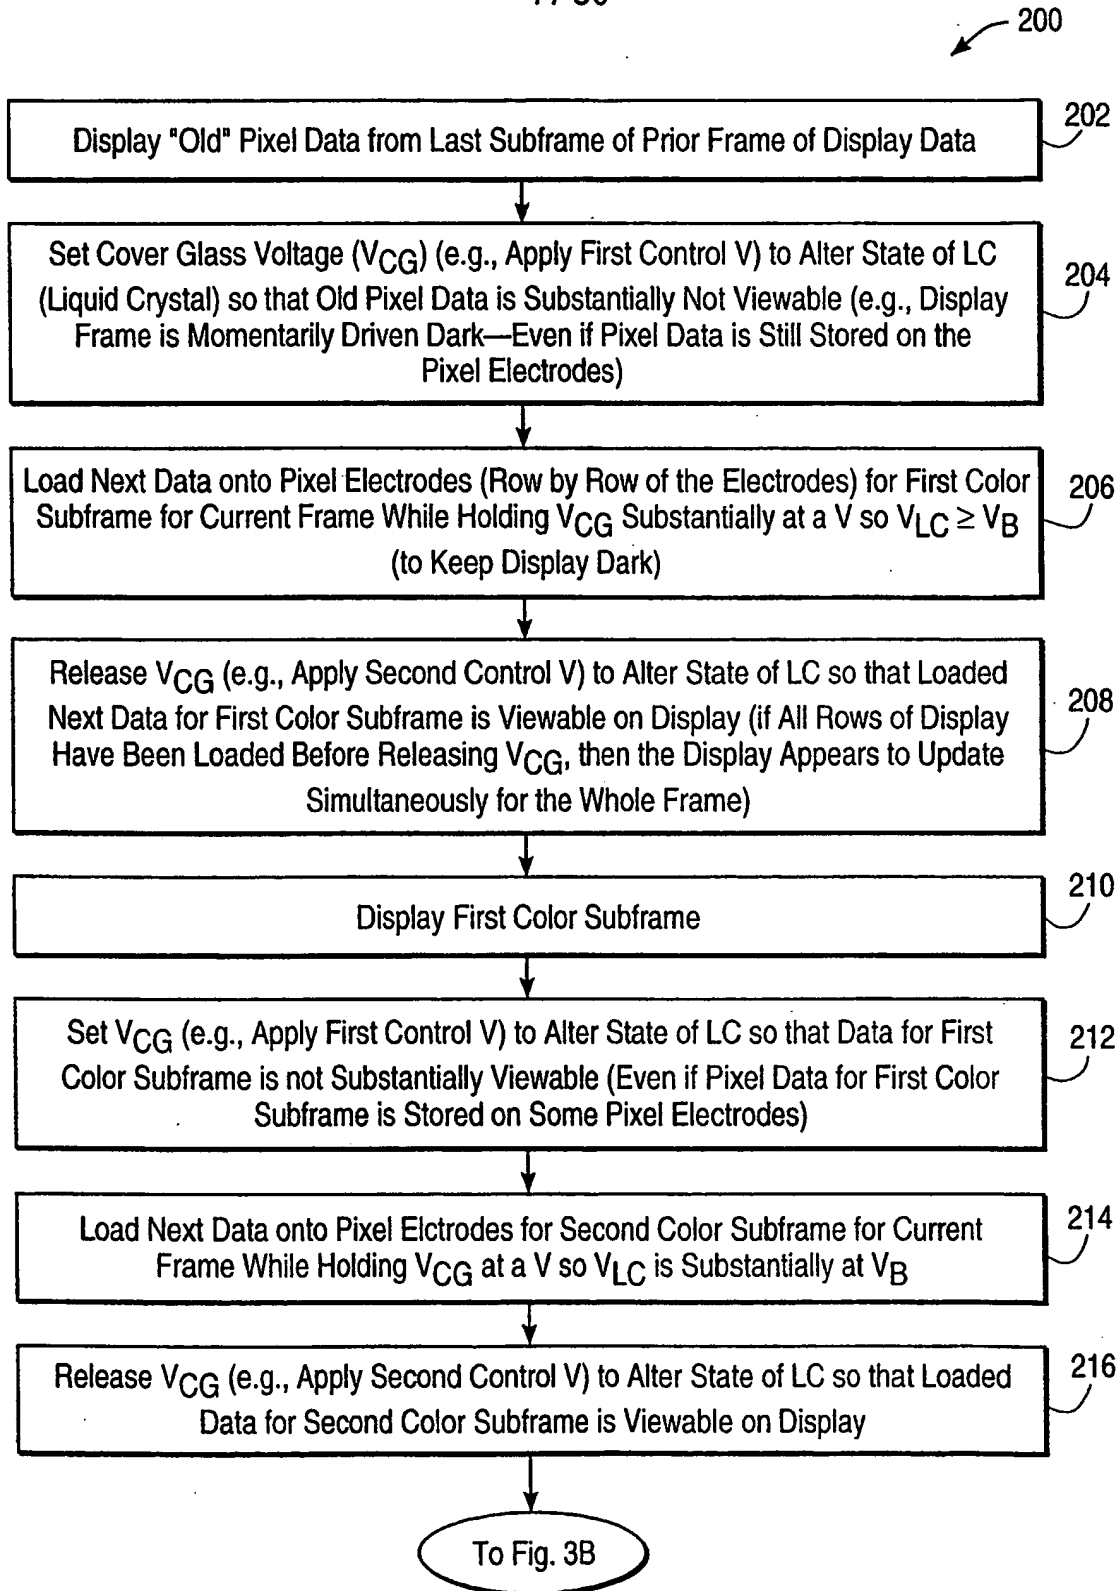 200
Display "Old" Pixel Data from Last Subframe of Prior Frame of Display Data
202
Set Cover Glass Voltage (VCG) (e.g., Apply First Control V) to Alter State of LC
(Liquid Crystal) so that Old Pixel Data is Substantially Not Viewable (e.g., Display
Frame is Momentarily Driven Dark—Even if Pixel Data is Still Stored on the
Pixel Electrodes)
204
Load Next Data onto Pixel Electrodes (Row by Row of the Electrodes) for First Color
Subframe for Current Frame While Holding VCG Substantially at a V so VLC ≥ VB
(to Keep Display Dark)
206
Release VCG (e.g., Apply Second Control V) to Alter State of LC so that Loaded
Next Data for First Color Subframe is Viewable on Display (if All Rows of Display
Have Been Loaded Before Releasing VCG, then the Display Appears to Update
Simultaneously for the Whole Frame)
208
Display First Color Subframe
210
Set VCG (e.g., Apply First Control V) to Alter State of LC so that Data for First
Color Subframe is not Substantially Viewable (Even if Pixel Data for First Color
Subframe is Stored on Some Pixel Electrodes)
212
Load Next Data onto Pixel Elctrodes for Second Color Subframe for Current
Frame While Holding VCG at a V so VLC is Substantially at VB
214
Release VCG (e.g., Apply Second Control V) to Alter State of LC so that Loaded
Data for Second Color Subframe is Viewable on Display
216
To Fig. 3B